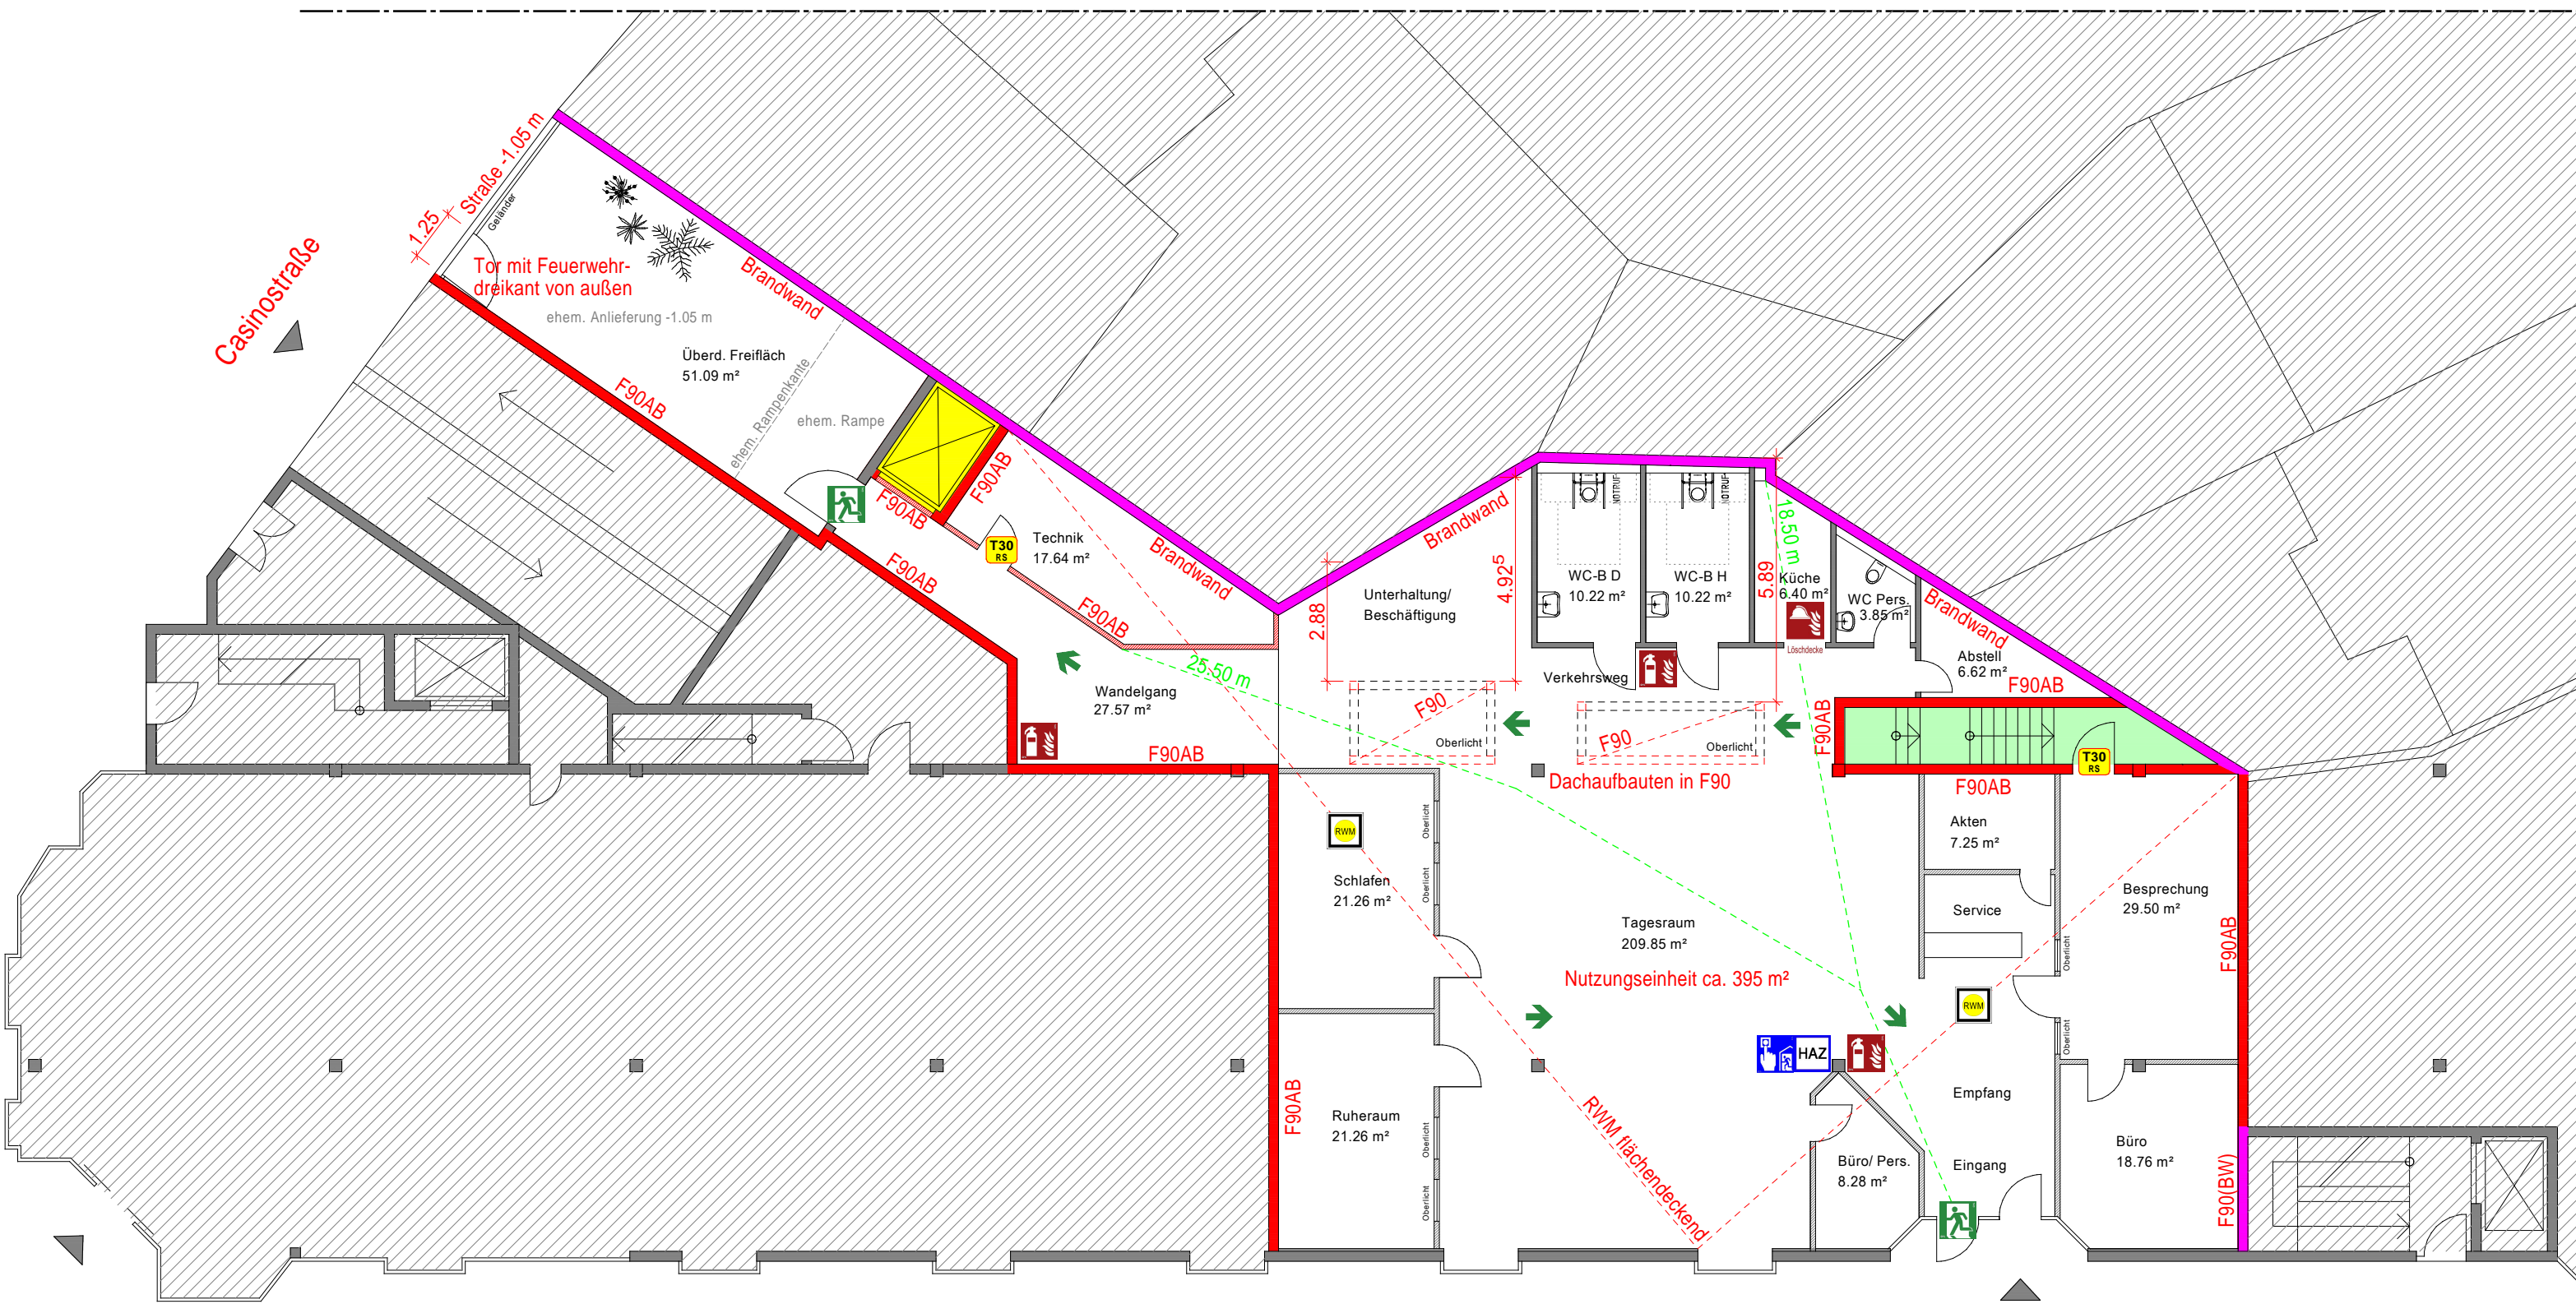 Casinostraße
1.25
Straße -1.05 m
Geländer
Tor mit Feuerwehr-
dreikant von außen
ehem. Anlieferung -1.05 m
Brandwand
Überd. Freifläch
51.09 m²
ehem. Rampenkante
ehem. Rampe
F90AB
F90AB
F90AB
T30
RS
Technik
17.64 m²
F90AB
F90AB
Brandwand
Wandelgang
27.57 m²
25.50 m
F90AB
Unterhaltung/
Beschäftigung
2.88
4.92⁵
Brandwand
WC-B D
10.22 m²
NOTRUF
WC-B H
10.22 m²
NOTRUF
18.50 m
5.89
Küche
6.40 m²
Löschdecke
WC Pers.
3.85 m²
Brandwand
Abstell
6.62 m²
F90AB
F90AB
Verkehrsweg
F90
Oberlicht
F90
Oberlicht
Dachaufbauten in F90
T30
RS
F90AB
Akten
7.25 m²
Service
Besprechung
29.50 m²
F90AB
Oberlicht
Oberlicht
RWM
Schlafen
21.26 m²
Oberlicht
Oberlicht
Tagesraum
209.85 m²
Nutzungseinheit ca. 395 m²
RWM
HAZ
F90AB
Ruheraum
21.26 m²
Oberlicht
Oberlicht
RWM flächendeckend
Büro/ Pers.
8.28 m²
Empfang
Eingang
Büro
18.76 m²
F90(BW)